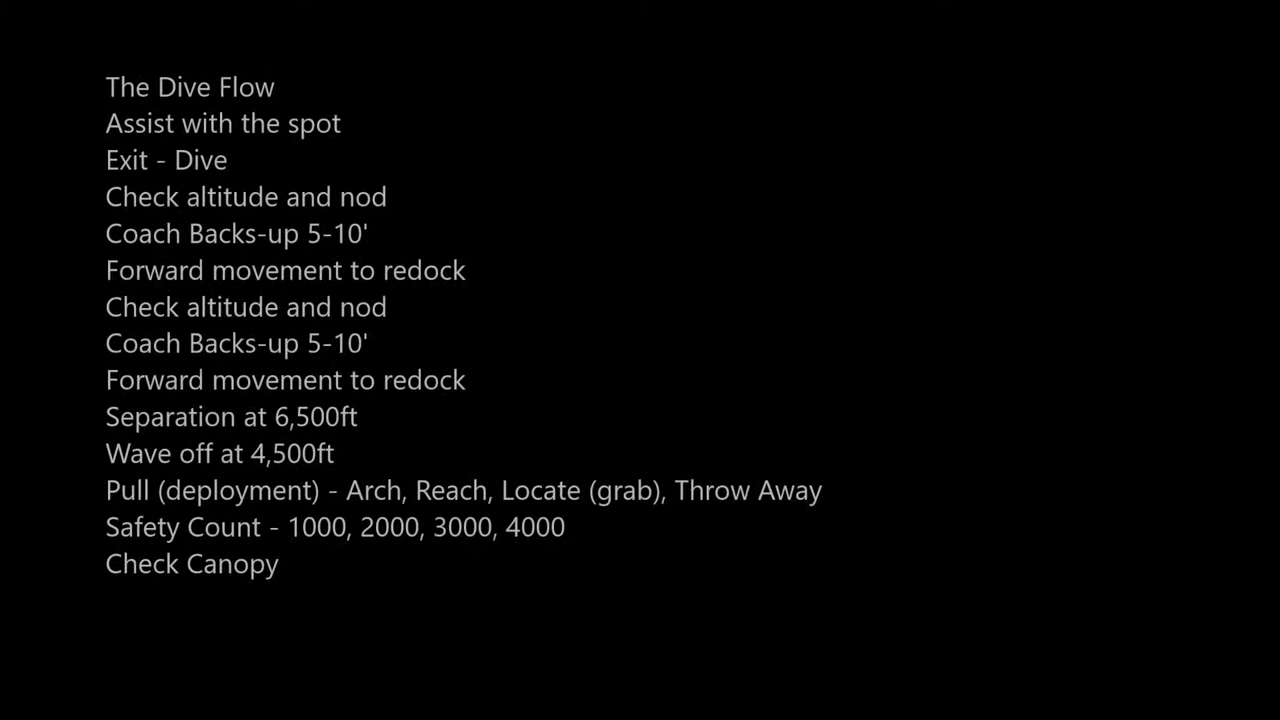 The Dive Flow
Assist with the spot
Exit - Dive
Check altitude and nod
Coach Backs-up 5-10'
Forward movement to redock
Check altitude and nod
Coach Backs-up 5-10'
Forward movement to redock
Separation at 6,500ft
Wave off at 4,500ft
Pull (deployment) - Arch, Reach, Locate (grab), Throw Away
Safety Count - 1000, 2000, 3000, 4000
Check Canopy